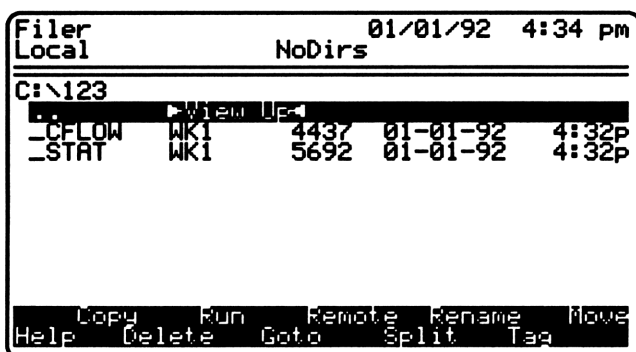 Filer 01/01/92 4:34 pm
Local NoDirs
C:\123
.. ►View Up◄
_CFLOW WK1 4437 01-01-92 4:32p
_STAT WK1 5692 01-01-92 4:32p
Copy Run Remote Rename Move
Help Delete Goto Split Tag